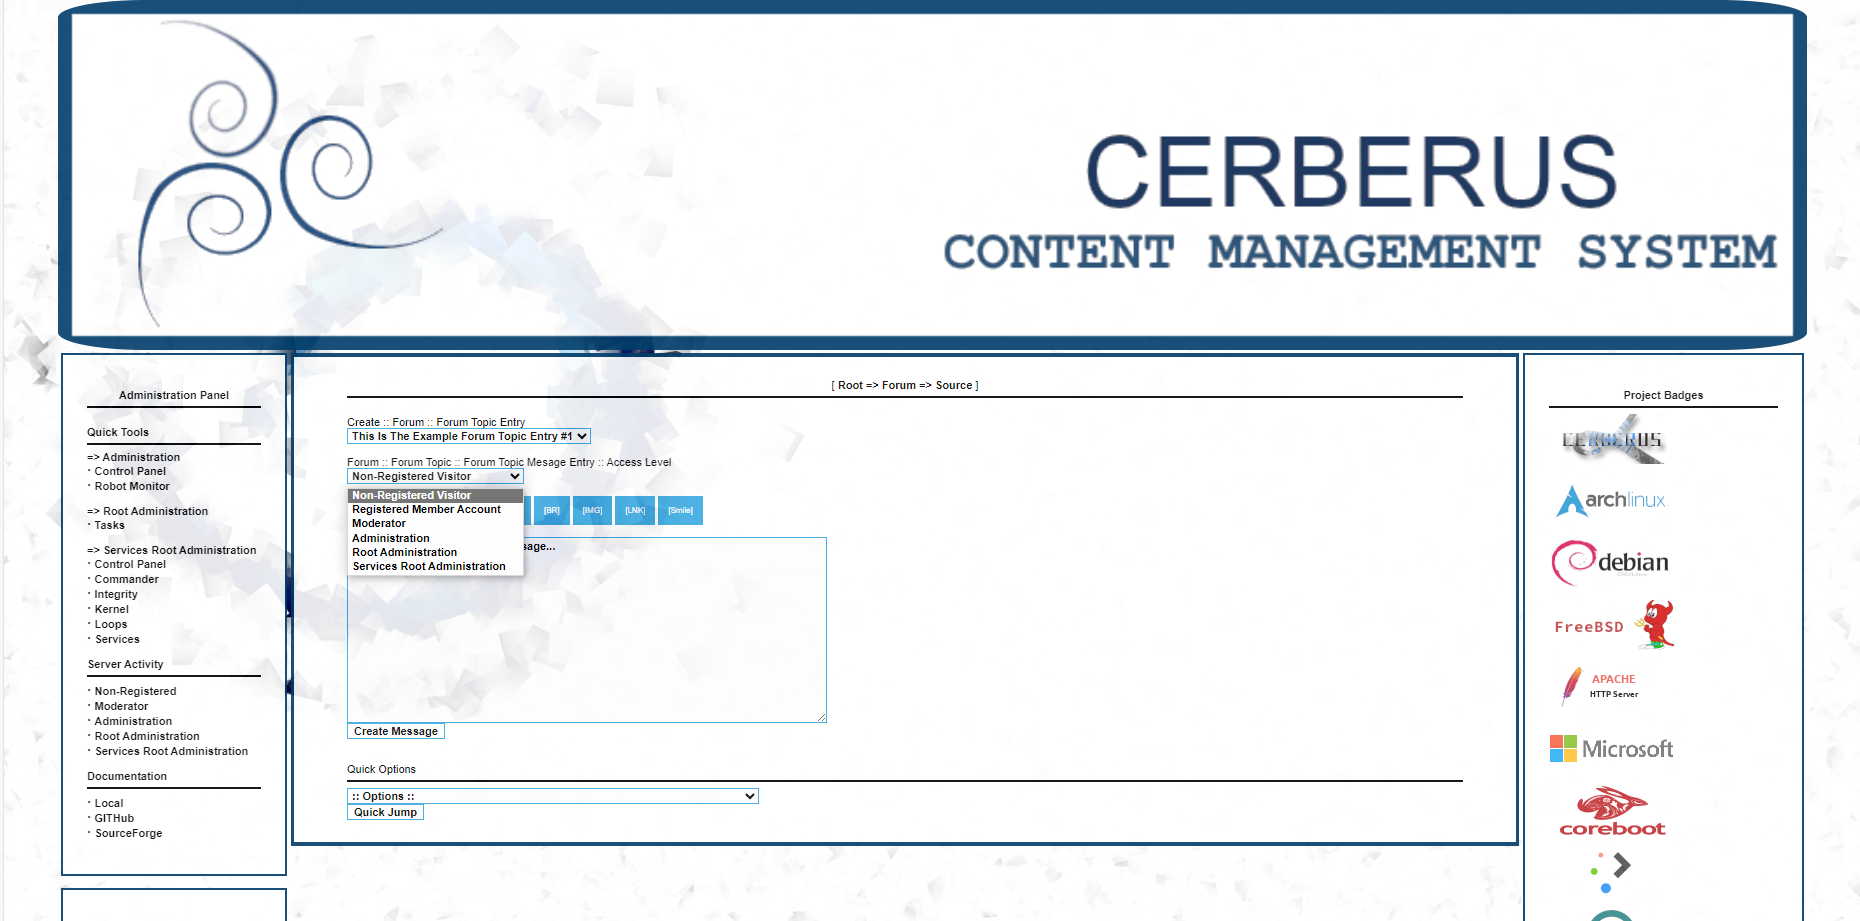 CERBERUS
CONTENT MANAGEMENT SYSTEM
Administration Panel
Quick Tools
=> Administration
· Control Panel
· Robot Monitor
=> Root Administration
· Tasks
=> Services Root Administration
· Control Panel
· Commander
· Integrity
· Kernel
· Loops
· Services
Server Activity
· Non-Registered
· Moderator
· Administration
· Root Administration
· Services Root Administration
Documentation
· Local
· GITHub
· SourceForge
[ Root => Forum => Source ]
Create :: Forum :: Forum Topic Entry
This Is The Example Forum Topic Entry #1
Forum :: Forum Topic :: Forum Topic Mesage Entry :: Access Level
Non-Registered Visitor
Non-Registered Visitor
Registered Member Account
Moderator
Administration
Root Administration
Services Root Administration
[BR] [IMG] [LNK] [Smile]
sage...
Create Message
Quick Options
:: Options ::
Quick Jump
Project Badges
CERBERUS
archlinux
debian
FreeBSD
APACHE
HTTP Server
Microsoft
coreboot